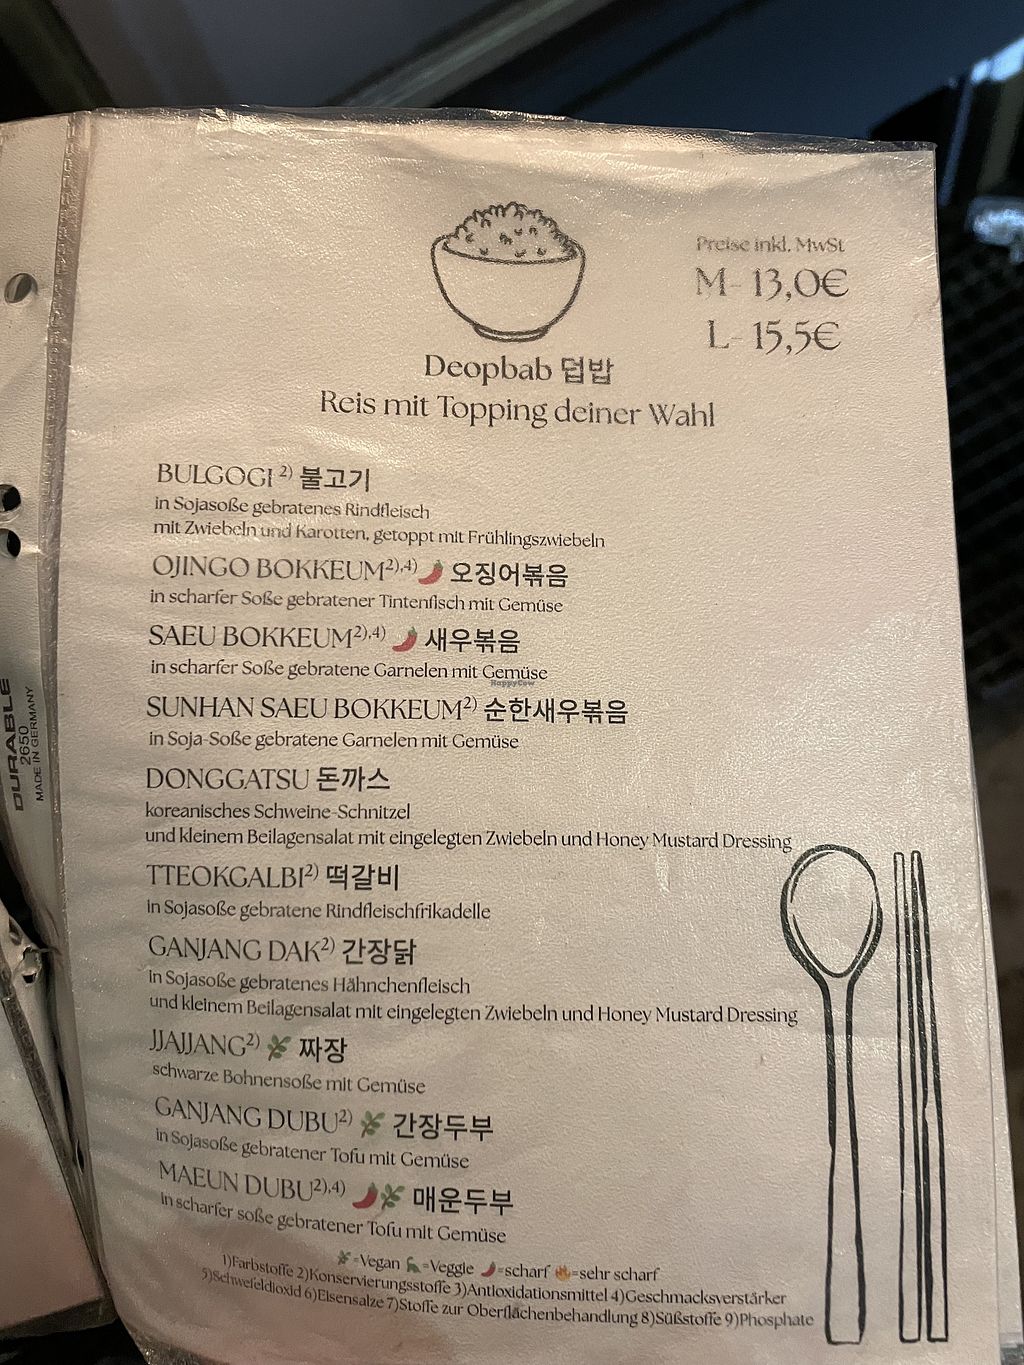 Preise inkl. MwSt
M- 13,0€
L- 15,5€
Deopbab 덥밥
Reis mit Topping deiner Wahl
BULGOGI 2) 불고기
in Sojasoße gebratenes Rindfleisch
mit Zwiebeln und Karotten, getoppt mit Frühlingszwiebeln
OJINGO BOKKEUM2),4) 🌶️ 오징어볶음
in scharfer Soße gebratener Tintenfisch mit Gemüse
SAEU BOKKEUM2),4) 🌶️ 새우볶음
in scharfer Soße gebratene Garnelen mit Gemüse
HappyCow
SUNHAN SAEU BOKKEUM2) 순한새우볶음
in Soja-Soße gebratene Garnelen mit Gemüse
DONGGATSU 돈까스
koreanisches Schweine-Schnitzel
und kleinem Beilagensalat mit eingelegten Zwiebeln und Honey Mustard Dressing
TTEOKGALBI2) 떡갈비
in Sojasoße gebratene Rindfleischfrikadelle
GANJANG DAK2) 간장닭
in Sojasoße gebratenes Hähnchenfleisch
und kleinem Beilagensalat mit eingelegten Zwiebeln und Honey Mustard Dressing
JJAJJANG2) 🌿 짜장
schwarze Bohnensoße mit Gemüse
GANJANG DUBU2) 🌿 간장두부
in Sojasoße gebratener Tofu mit Gemüse
MAEUN DUBU2),4) 🌶️🌿 매운두부
in scharfer soße gebratener Tofu mit Gemüse
🌿=Vegan 🦕=Veggie 🌶️=scharf 🔥=sehr scharf
1)Farbstoffe 2)Konservierungsstoffe 3)Antioxidationsmittel 4)Geschmacksverstärker
5)Schwefeldioxid 6)Eisensalze 7)Stoffe zur Oberflächenbehandlung 8)Süßstoffe 9)Phosphate
DURABLE
2650
MADE IN GERMANY